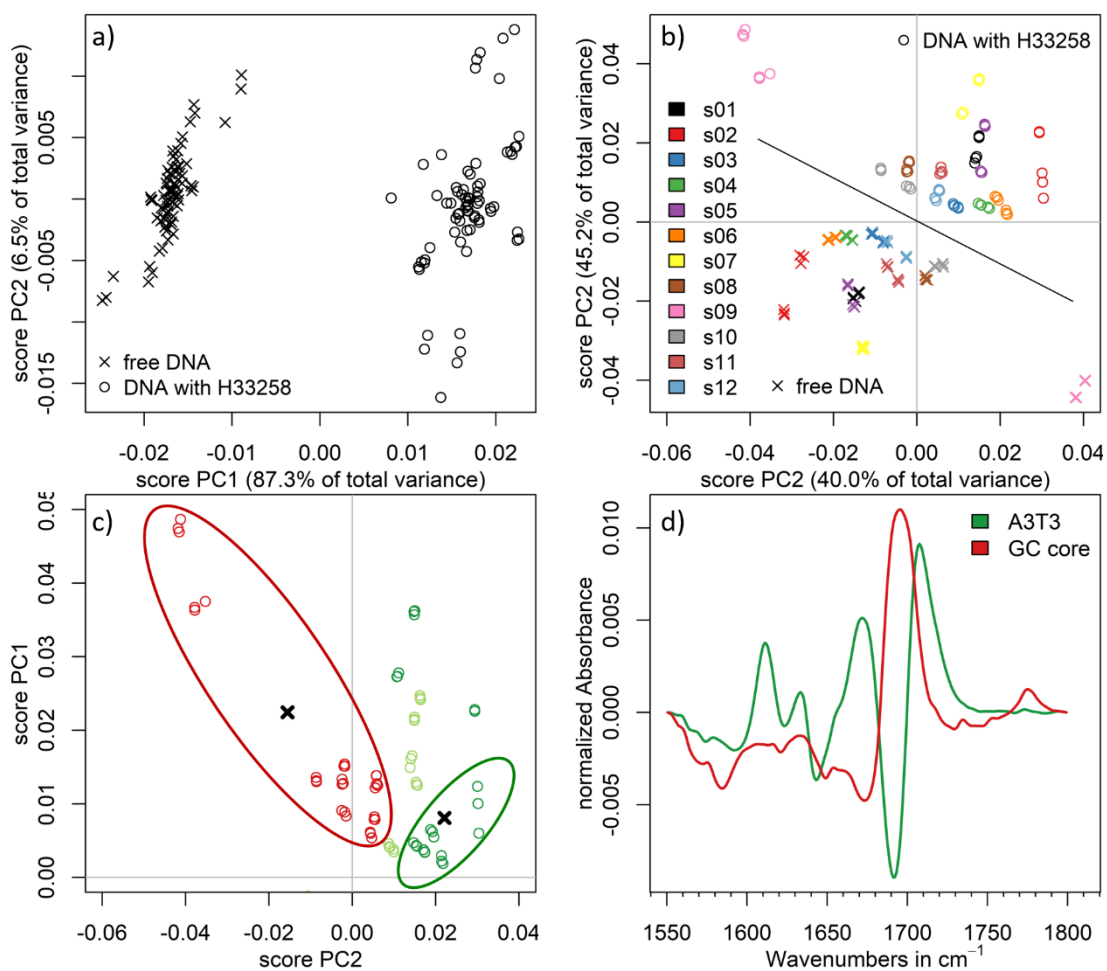 a)
score PC2 (6.5% of total variance)
0.005
-0.005
-0.015
× free DNA
○ DNA with H33258
-0.02 -0.01 0.00 0.01 0.02
score PC1 (87.3% of total variance)
b)
○ DNA with H33258
score PC2 (45.2% of total variance)
0.04
0.02
0.00
-0.02
-0.04
s01
s02
s03
s04
s05
s06
s07
s08
s09
s10
s11
s12
× free DNA
-0.06 -0.04 -0.02 0.00 0.02 0.04
score PC2 (40.0% of total variance)
c)
score PC1
0.05
0.04
0.03
0.02
0.01
0.00
-0.06 -0.04 -0.02 0.00 0.02 0.04
score PC2
d)
A3T3
GC core
normalized Absorbance
0.010
0.005
0.000
-0.005
1550 1600 1650 1700 1750 1800
Wavenumbers in cm⁻¹